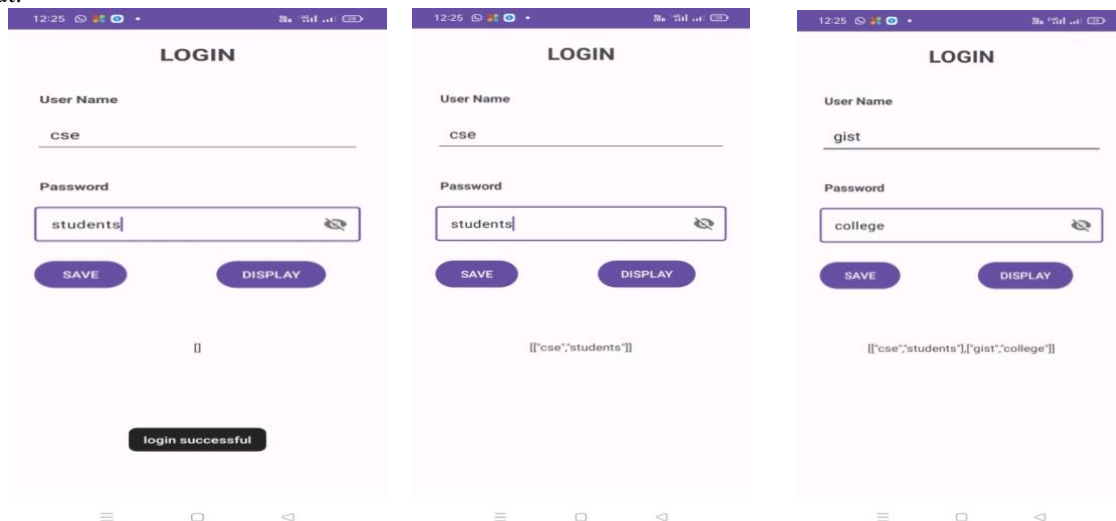 12:25
LOGIN
User Name
cse
Password
students
SAVE DISPLAY
[]
login successful
12:25
LOGIN
User Name
cse
Password
students
SAVE DISPLAY
[["cse","students"]]
12:25
LOGIN
User Name
gist
Password
college
SAVE DISPLAY
[["cse","students"],["gist","college"]]